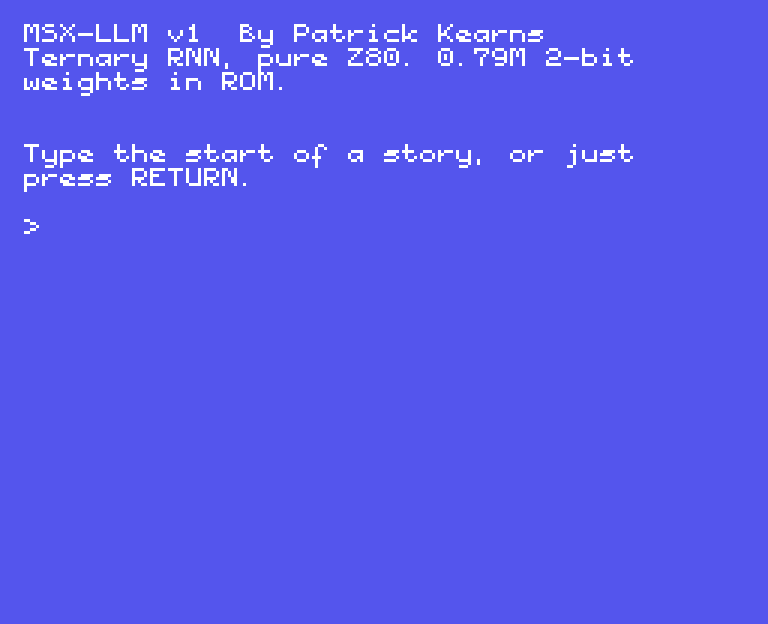 MSX-LLM v1  By Patrick Kearns
Ternary RNN, pure Z80. 0.79M 2-bit
weights in ROM.
Type the start of a story, or just
press RETURN.
>